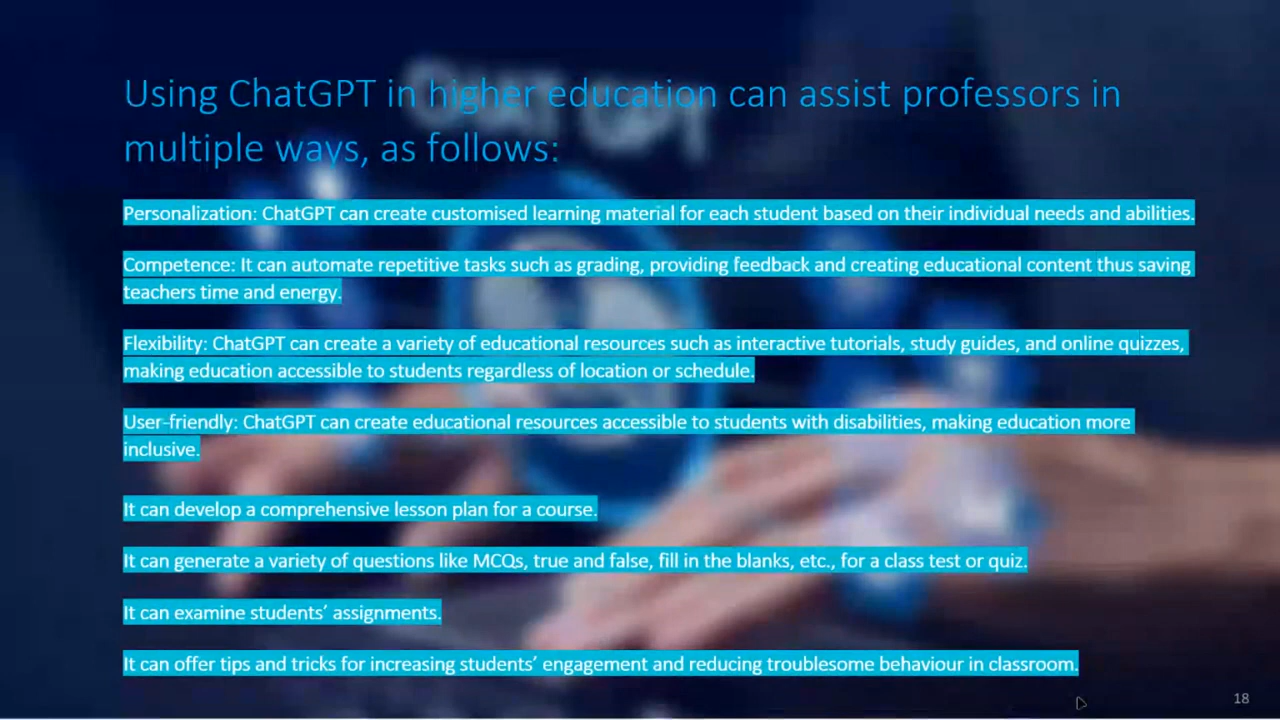 CHAT GPT
Using ChatGPT in higher education can assist professors in
multiple ways, as follows:
Personalization: ChatGPT can create customised learning material for each student based on their individual needs and abilities.
Competence: It can automate repetitive tasks such as grading, providing feedback and creating educational content thus saving
teachers time and energy.
Flexibility: ChatGPT can create a variety of educational resources such as interactive tutorials, study guides, and online quizzes,
making education accessible to students regardless of location or schedule.
User-friendly: ChatGPT can create educational resources accessible to students with disabilities, making education more
inclusive.
It can develop a comprehensive lesson plan for a course.
It can generate a variety of questions like MCQs, true and false, fill in the blanks, etc., for a class test or quiz.
It can examine students’ assignments.
It can offer tips and tricks for increasing students’ engagement and reducing troublesome behaviour in classroom.
18